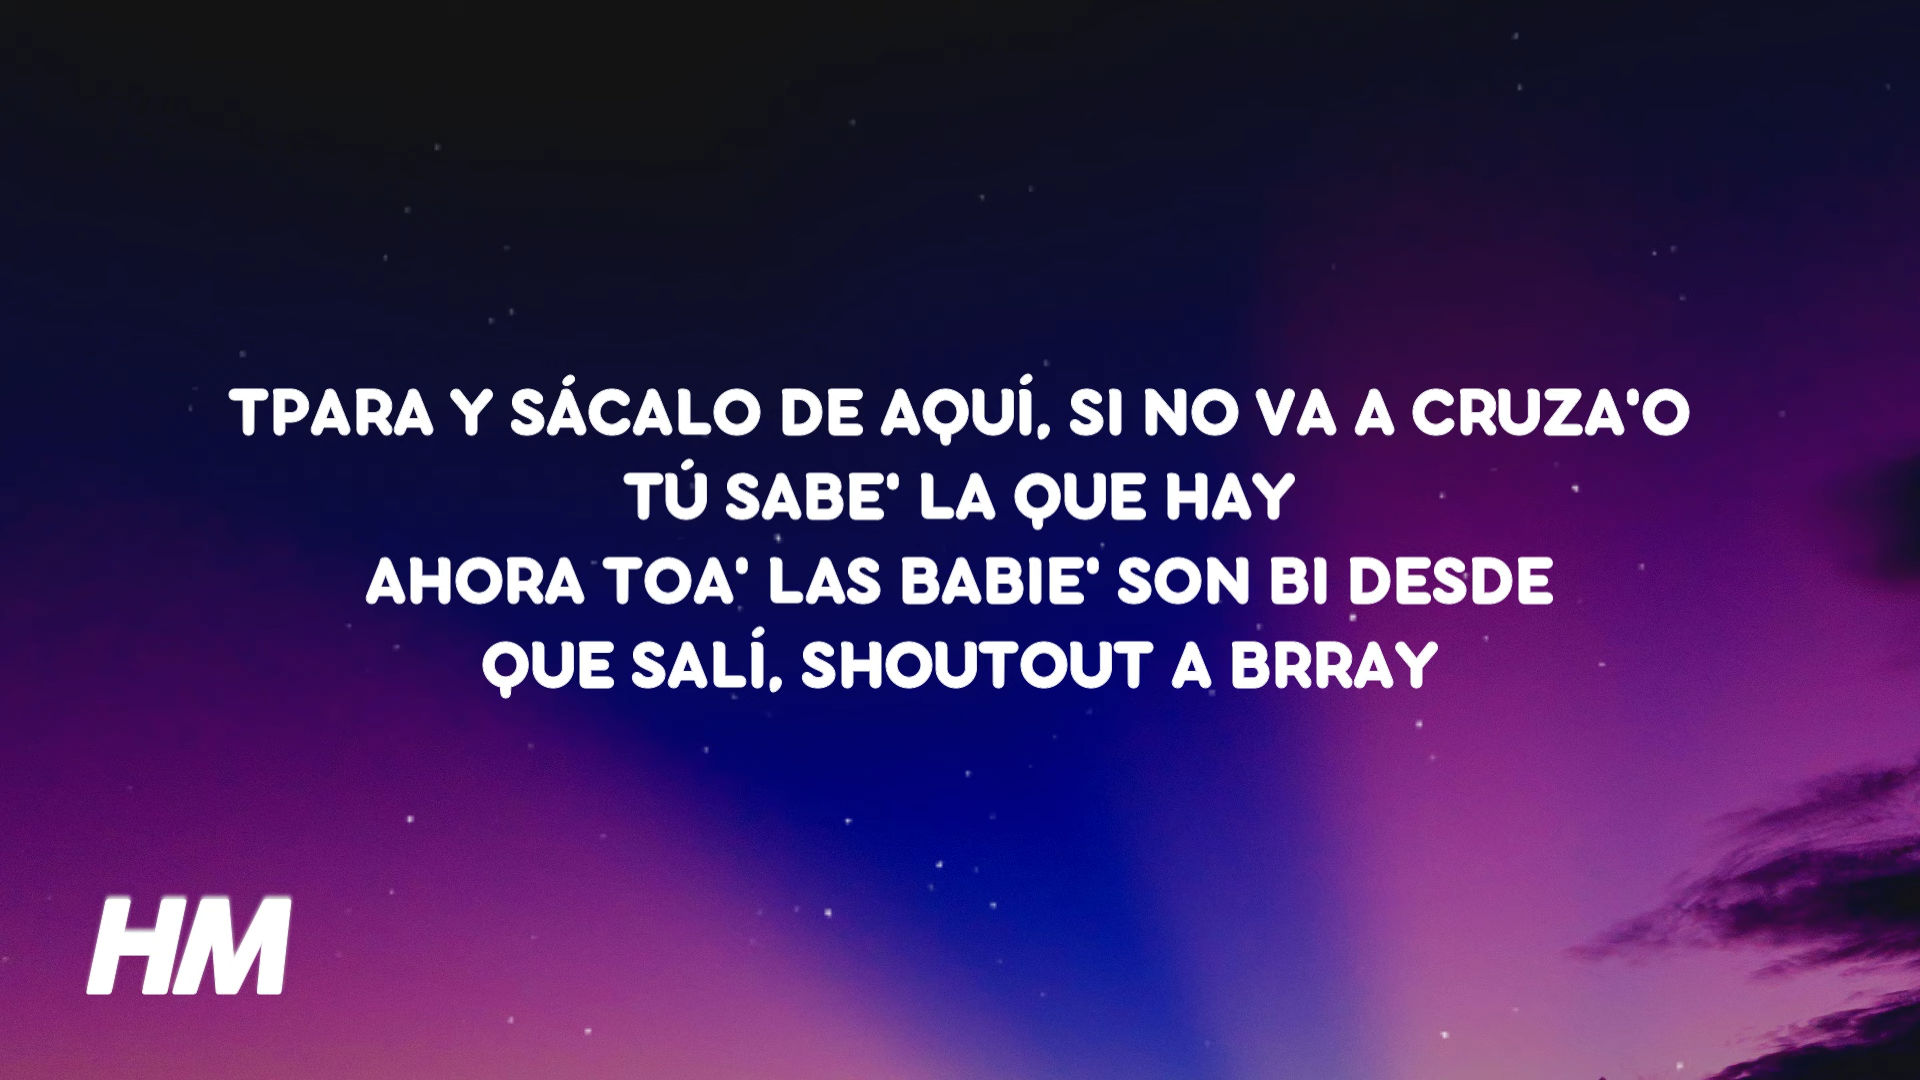 TPARA Y SÁCALO DE AQUÍ, SI NO VA A CRUZA'O
TÚ SABE' LA QUE HAY
AHORA TOA' LAS BABIE' SON BI DESDE
QUE SALÍ, SHOUTOUT A BRRAY
HM